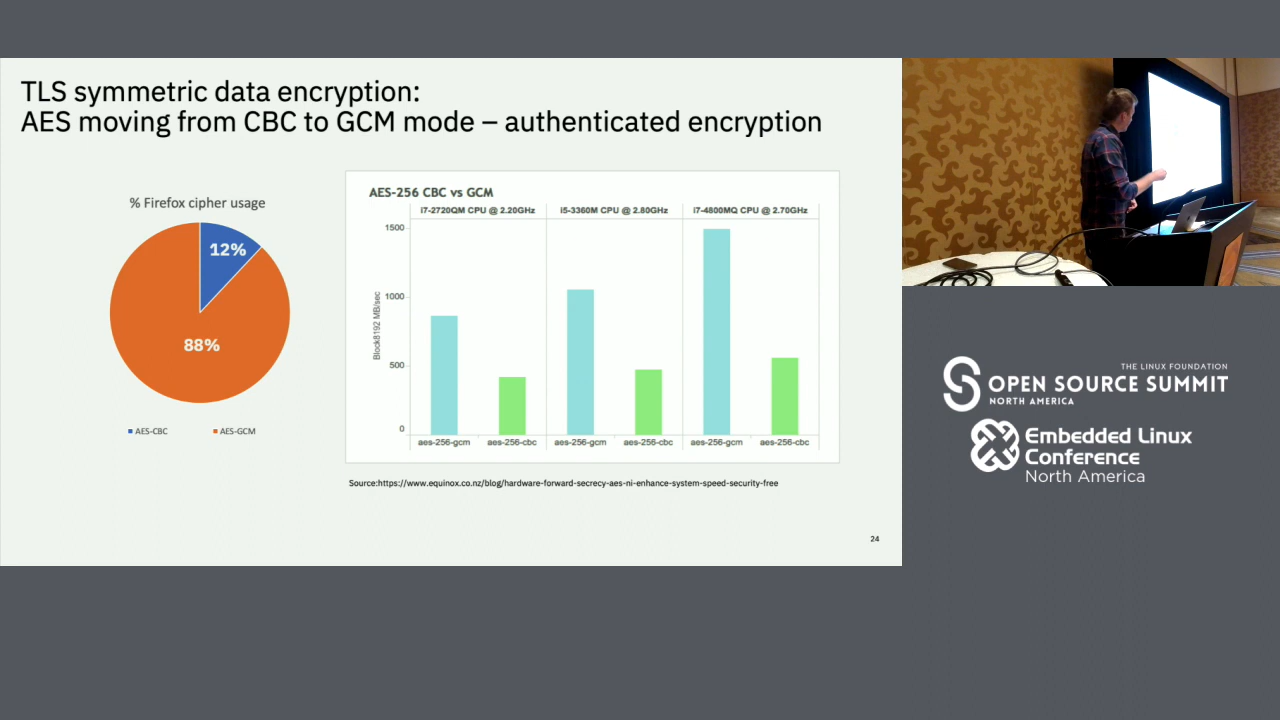 TLS symmetric data encryption:
AES moving from CBC to GCM mode – authenticated encryption
% Firefox cipher usage
12%
88%
AES-CBC
AES-GCM
AES-256 CBC vs GCM
i7-2720QM CPU @ 2.20GHz
i5-3360M CPU @ 2.80GHz
i7-4800MQ CPU @ 2.70GHz
Block8192 MB/sec
1500
1000
500
0
aes-256-gcm
aes-256-cbc
aes-256-gcm
aes-256-cbc
aes-256-gcm
aes-256-cbc
Source:https://www.equinox.co.nz/blog/hardware-forward-secrecy-aes-ni-enhance-system-speed-security-free
24
THE LINUX FOUNDATION
OPEN SOURCE SUMMIT
NORTH AMERICA
Embedded Linux
Conference
North America